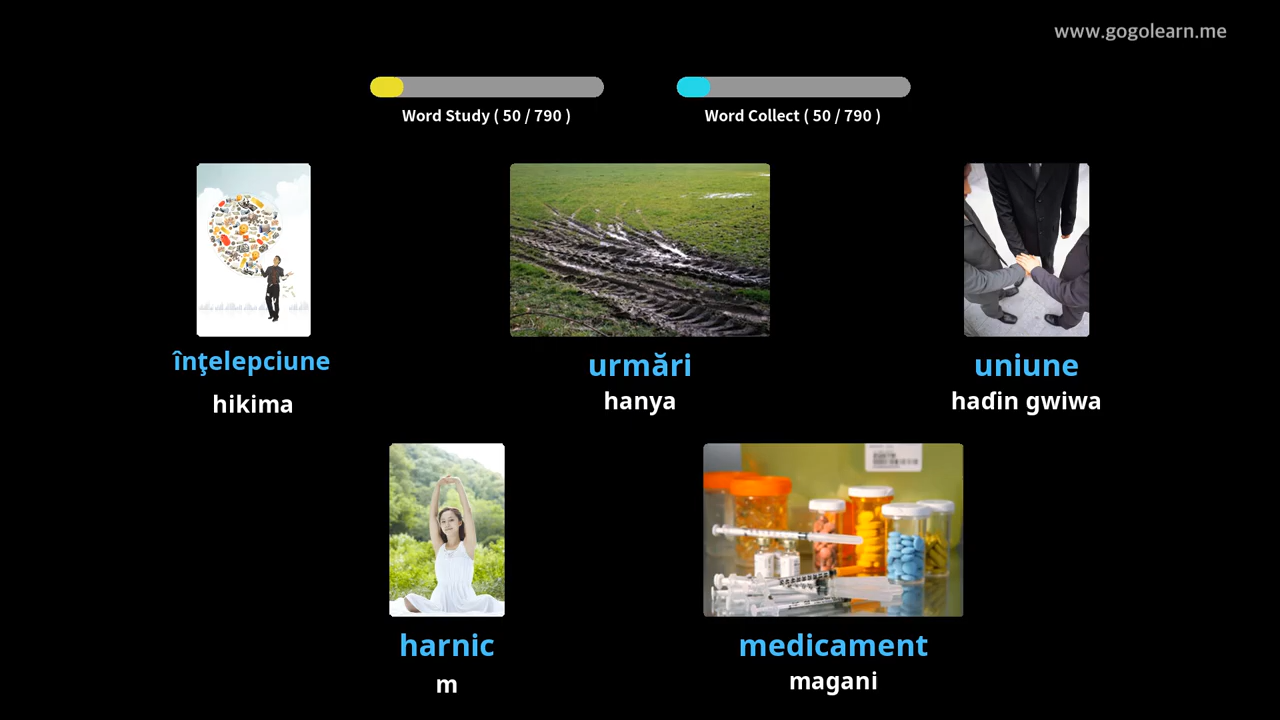 www.gogolearn.me
Word Study ( 50 / 790 )
Word Collect ( 50 / 790 )
înţelepciune
hikima
urmări
hanya
uniune
haɗin gwiwa
harnic
m
medicament
magani